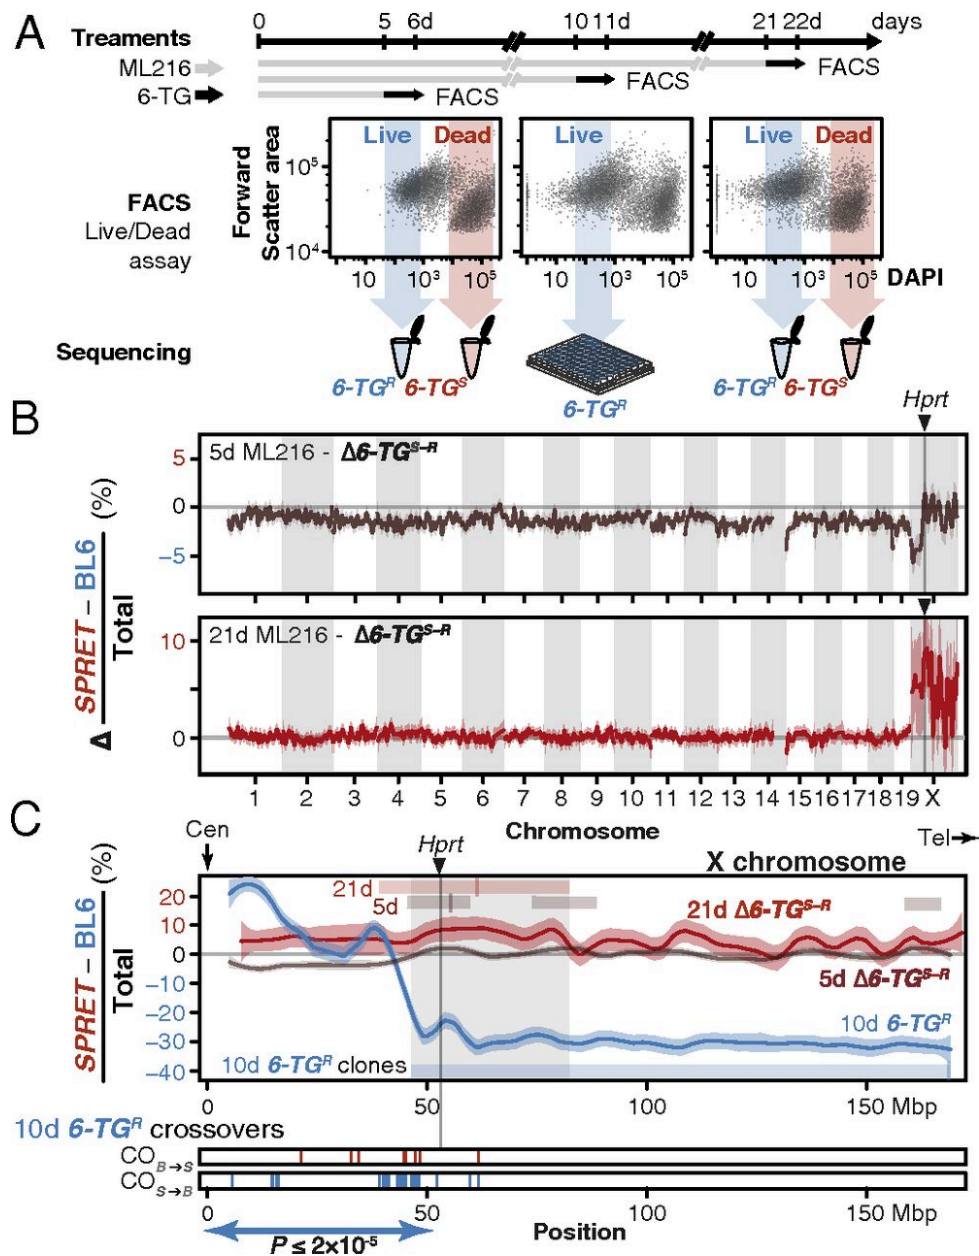 A
0 5 6d 10 11d 21 22d days
Treaments
ML216
FACS
6-TG
FACS
FACS
Live Dead Live Live Dead
Forward
Scatter area
10⁵
10⁴
FACS
Live/Dead
assay
10 10³ 10⁵ 10 10³ 10⁵ 10 10³ 10⁵ DAPI
Sequencing
6-TGᴿ 6-TGˢ 6-TGᴿ 6-TGᴿ 6-TGˢ
B
Hprt
5d ML216 - Δ6-TGˢ⁻ᴿ
5
0
−5
21d ML216 - Δ6-TGˢ⁻ᴿ
10
0
Δ SPRET – BL6 (%)
Total
1 2 3 4 5 6 7 8 9 10 11 12 13 14 15 16 17 18 19 X
Chromosome
C
Cen
Hprt
Tel
X chromosome
SPRET – BL6 (%)
Total
20
10
0
−10
−20
−30
−40
21d
5d
21d Δ6-TGˢ⁻ᴿ
5d Δ6-TGˢ⁻ᴿ
10d 6-TGᴿ
10d 6-TGᴿ clones
0 50 100 150 Mbp
10d 6-TGᴿ crossovers
CO B→S
CO S→B
0 50 100 150 Mbp
Position
P ≤ 2×10⁻⁵